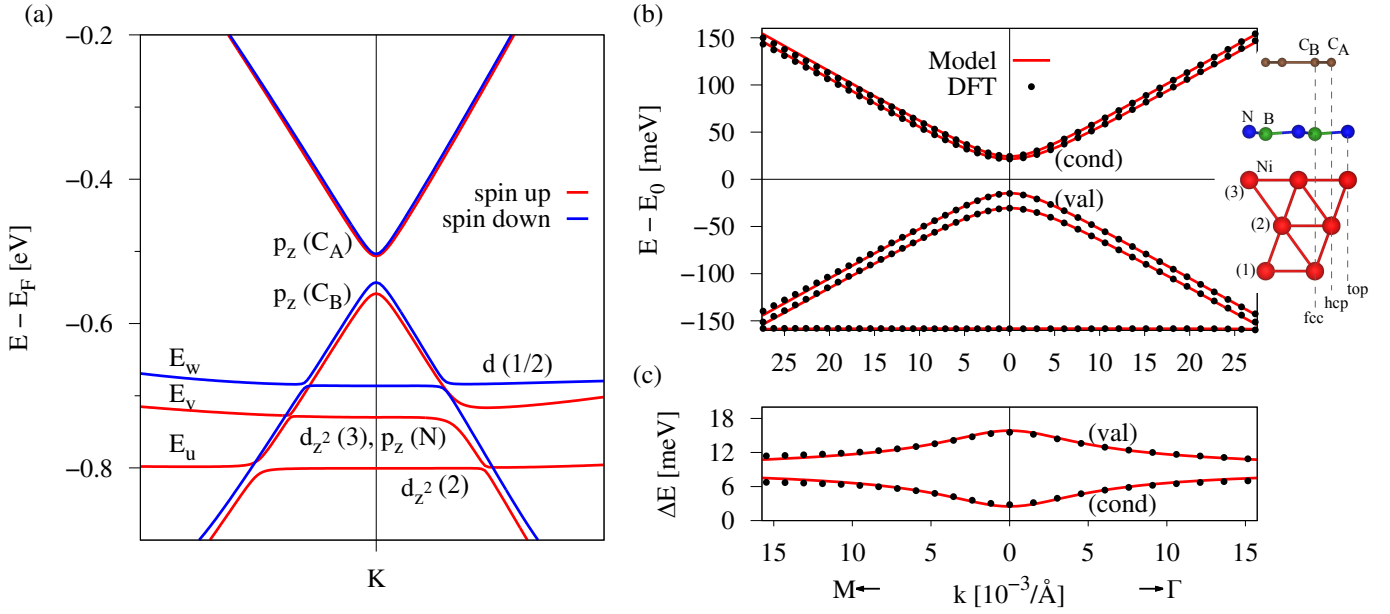 (a)
−0.2
−0.4
−0.6
−0.8
E − E_F [eV]
spin up
spin down
p_z (C_A)
p_z (C_B)
E_w
d (1/2)
E_v
d_{z^2} (3), p_z (N)
E_u
d_{z^2} (2)
K
(b)
150
100
50
0
−50
−100
−150
E − E_0 [meV]
Model
DFT
(cond)
(val)
25 20 15 10 5 0 5 10 15 20 25
C_B C_A
N B
Ni
(3)
(2)
(1)
top
hcp
fcc
(c)
18
12
6
0
ΔE [meV]
(val)
(cond)
15 10 5 0 5 10 15
M k [10^{−3}/Å] Γ